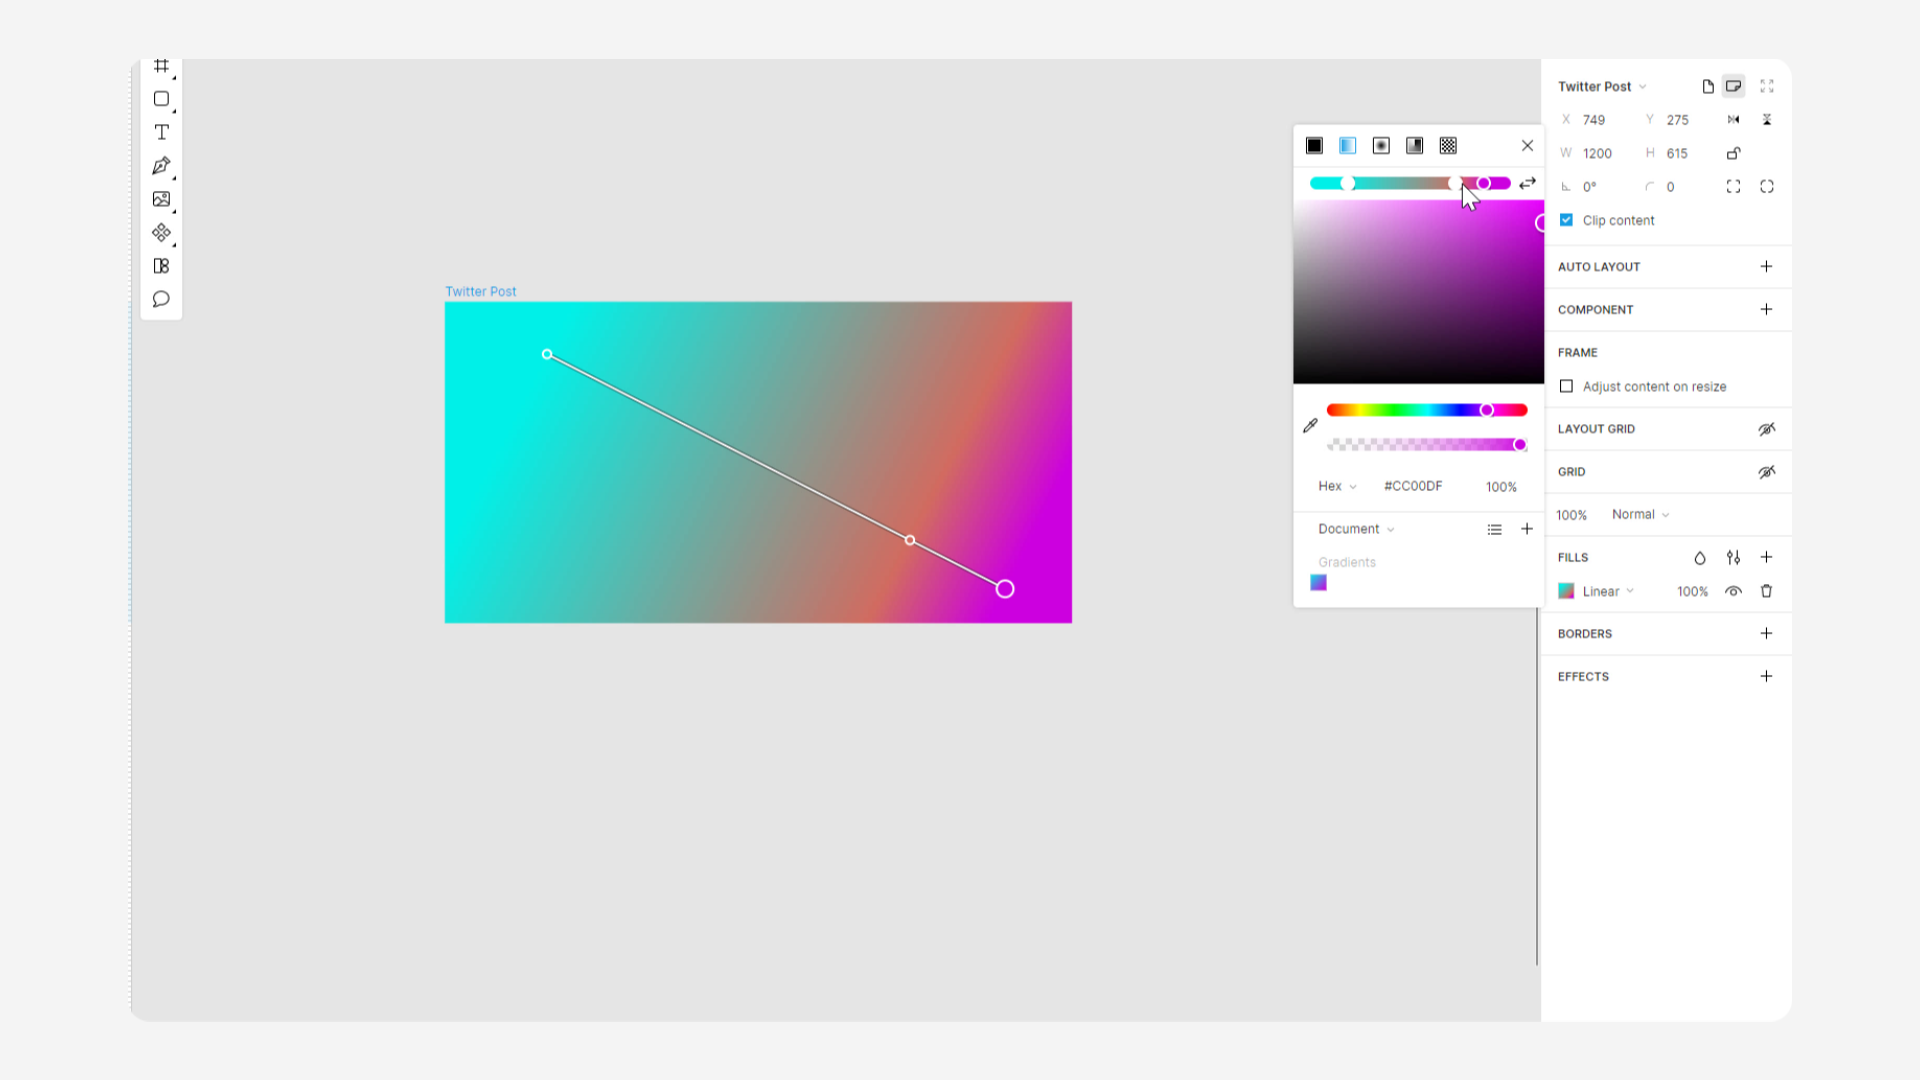 Twitter Post
X 749 Y 275
W 1200 H 615
0° 0
Clip content
AUTO LAYOUT
COMPONENT
FRAME
Adjust content on resize
LAYOUT GRID
GRID
100% Normal
FILLS
Linear 100%
BORDERS
EFFECTS
Hex #CC00DF 100%
Document
Gradients
Twitter Post
T